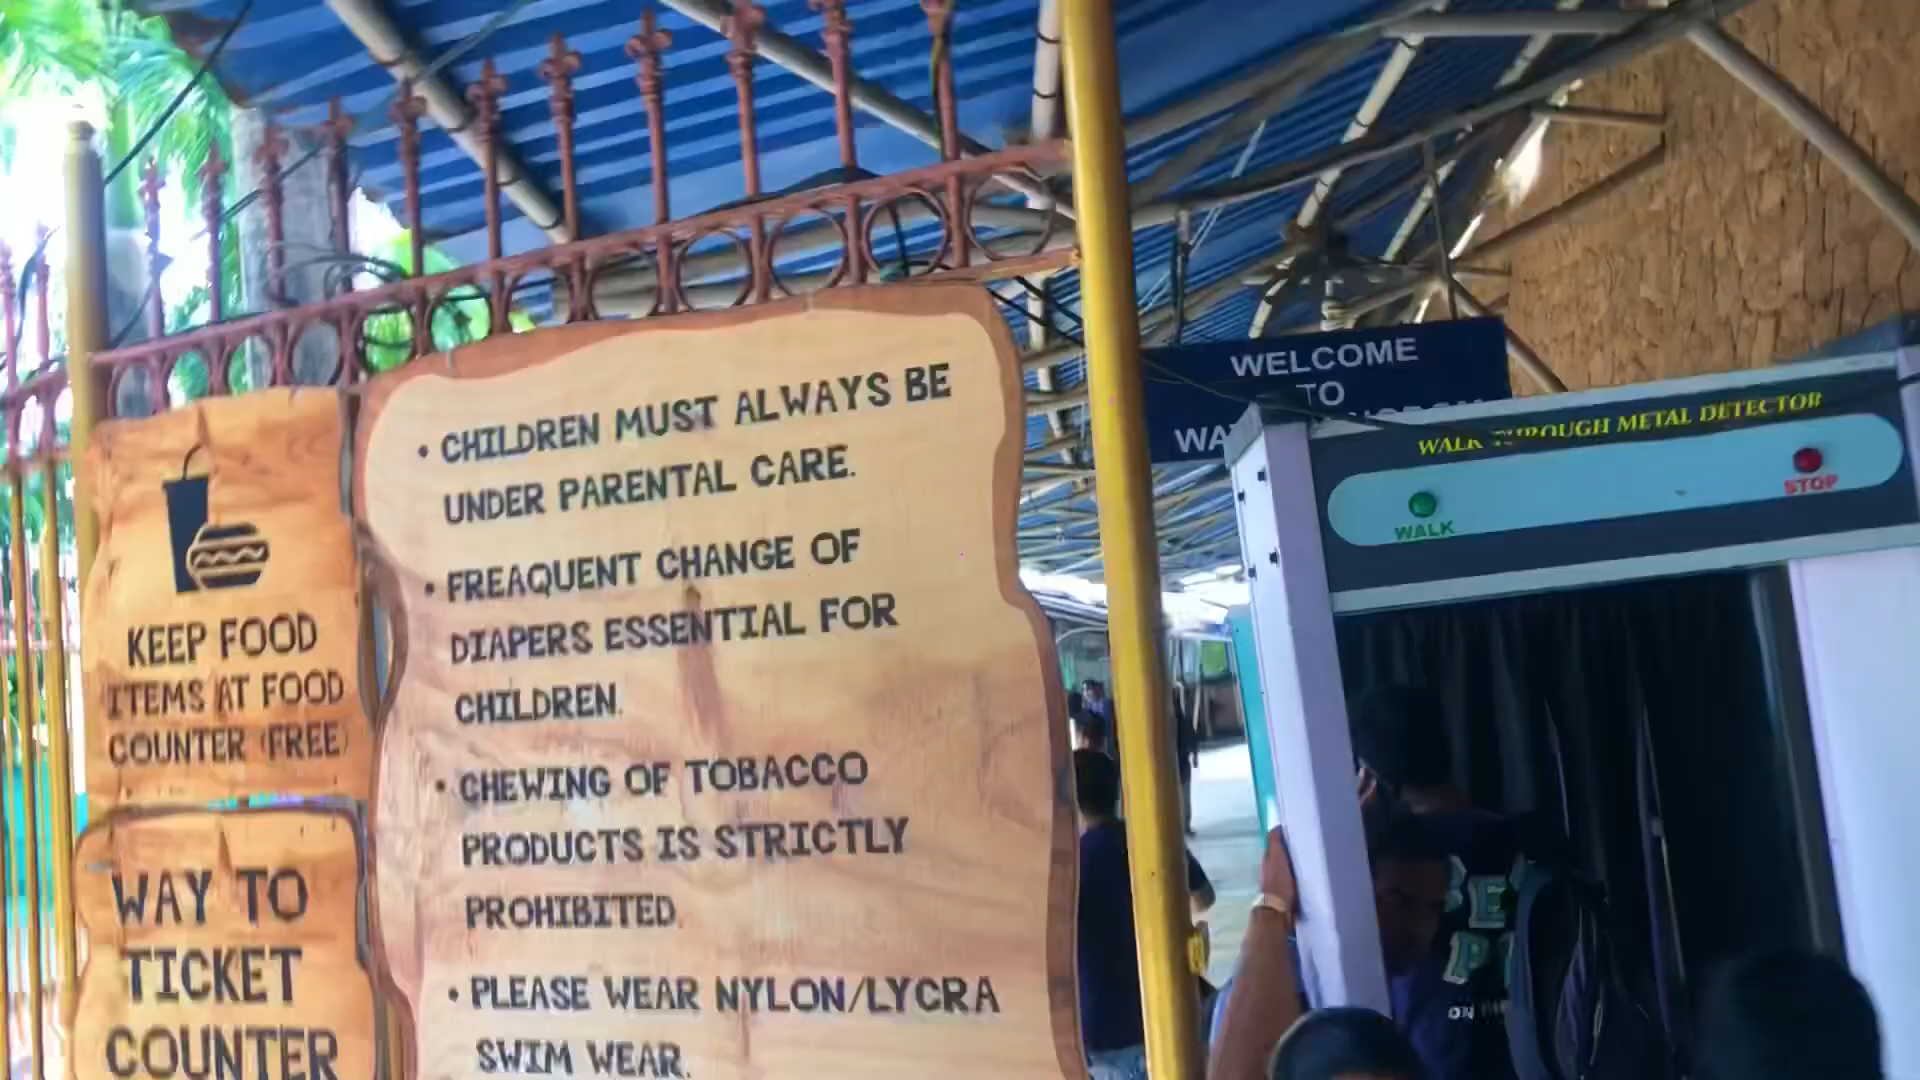 KEEP FOOD
ITEMS AT FOOD
COUNTER (FREE)
WAY TO
TICKET
COUNTER
• CHILDREN MUST ALWAYS BE
UNDER PARENTAL CARE.
• FREAQUENT CHANGE OF
DIAPERS ESSENTIAL FOR
CHILDREN.
• CHEWING OF TOBACCO
PRODUCTS IS STRICTLY
PROHIBITED.
• PLEASE WEAR NYLON/LYCRA
SWIM WEAR.
WELCOME
TO
WALK THROUGH METAL DETECTOR
WALK
STOP
ON